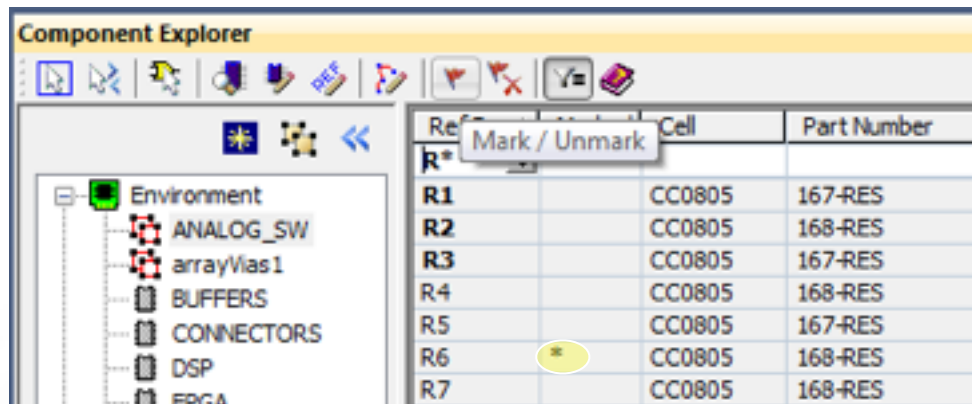 Component Explorer
REF
Mark / Unmark
Cell Part Number
R*
Environment
ANALOG_SW
arrayVias1
BUFFERS
CONNECTORS
DSP
FPGA
R1 CC0805 167-RES
R2 CC0805 168-RES
R3 CC0805 167-RES
R4 CC0805 168-RES
R5 CC0805 167-RES
R6 * CC0805 168-RES
R7 CC0805 168-RES